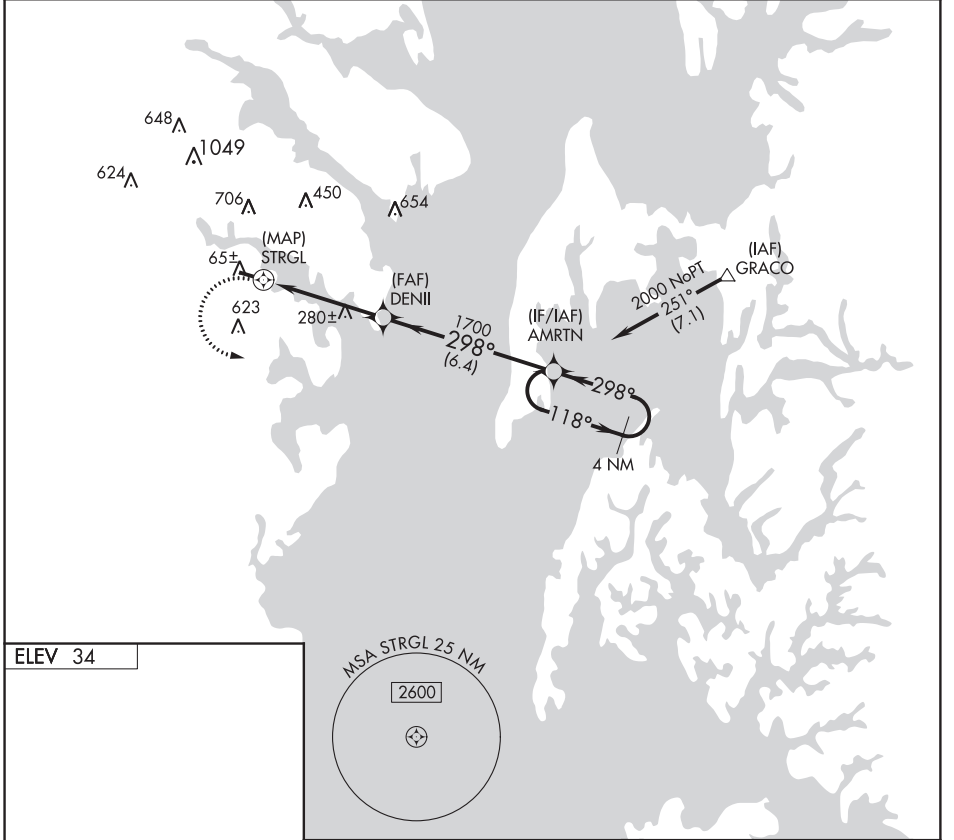 648
1049
624
706
450
654
(MAP)
STRGL
65±
(FAF)
DENII
623
280±
(IAF)
GRACO
2000 NoPT
251°
(7.1)
(IF/IAF)
AMRTN
1700
298°
(6.4)
298°
118°
4 NM
ELEV 34
MSA STRGL 25 NM
2600